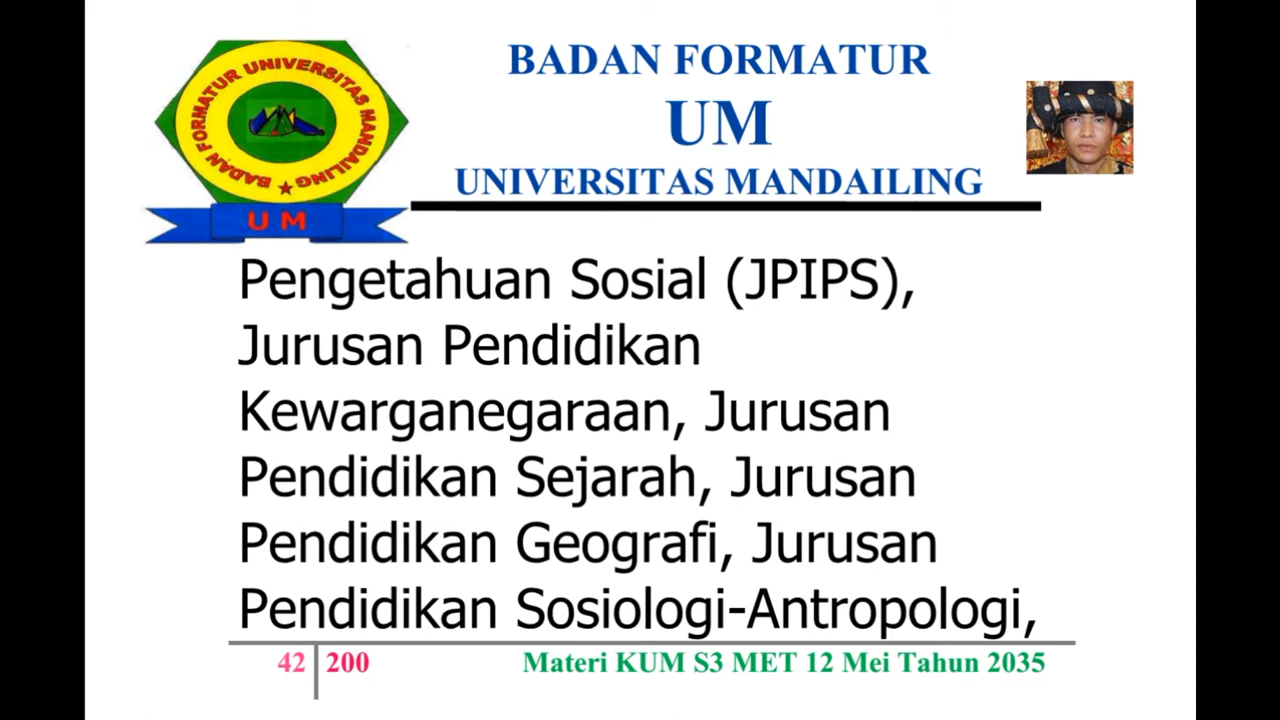 BADAN FORMATUR UNIVERSITAS MANDAILING
UM
BADAN FORMATUR
UM
UNIVERSITAS MANDAILING
Pengetahuan Sosial (JPIPS),
Jurusan Pendidikan
Kewarganegaraan, Jurusan
Pendidikan Sejarah, Jurusan
Pendidikan Geografi, Jurusan
Pendidikan Sosiologi-Antropologi,
42 200 Materi KUM S3 MET 12 Mei Tahun 2035